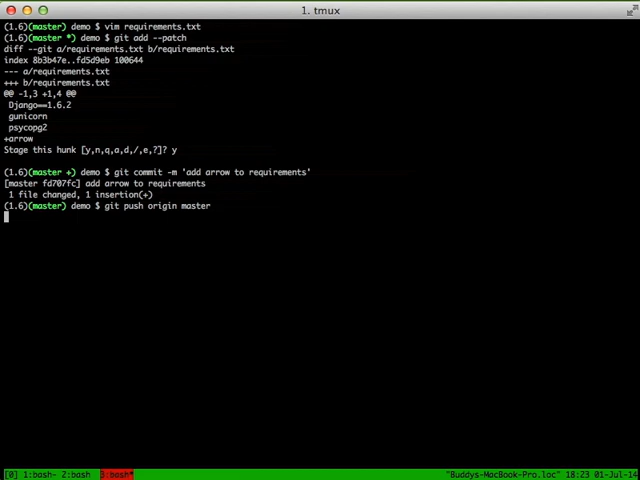 1. tmux
(1.6)(master) demo $ vim requirements.txt
(1.6)(master *) demo $ git add --patch
diff --git a/requirements.txt b/requirements.txt
index 8b3b47e..fd5d9eb 100644
--- a/requirements.txt
+++ b/requirements.txt
@@ -1,3 +1,4 @@
 Django==1.6.2
 gunicorn
 psycopg2
+arrow
Stage this hunk [y,n,q,a,d,/,e,?]? y
(1.6)(master +) demo $ git commit -m 'add arrow to requirements'
[master fd707fc] add arrow to requirements
 1 file changed, 1 insertion(+)
(1.6)(master) demo $ git push origin master
[0] 1:bash- 2:bash 3:bash* "Buddys-MacBook-Pro.loc" 18:23 01-Jul-14